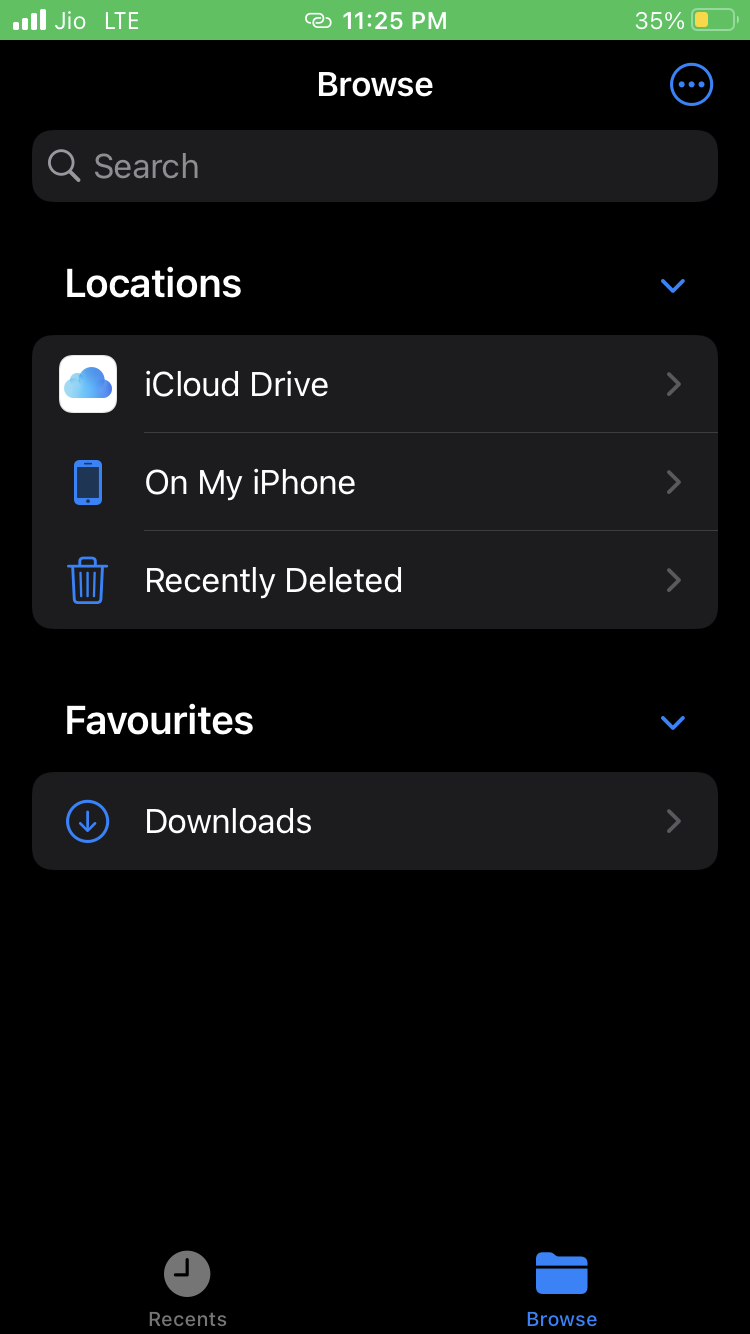 Jio LTE 11:25 PM 35%
Browse
Search
Locations
iCloud Drive
On My iPhone
Recently Deleted
Favourites
Downloads
Recents Browse